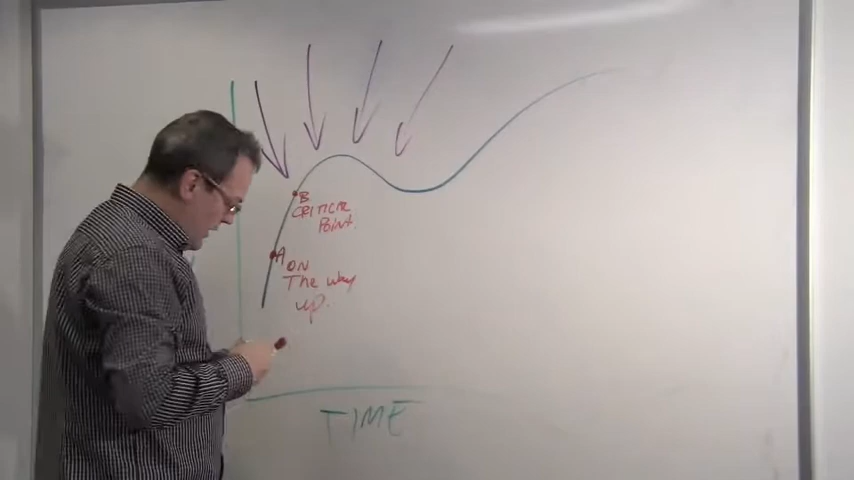 B
CRITICAL
POINT.
A ON
The way
up.
TIME